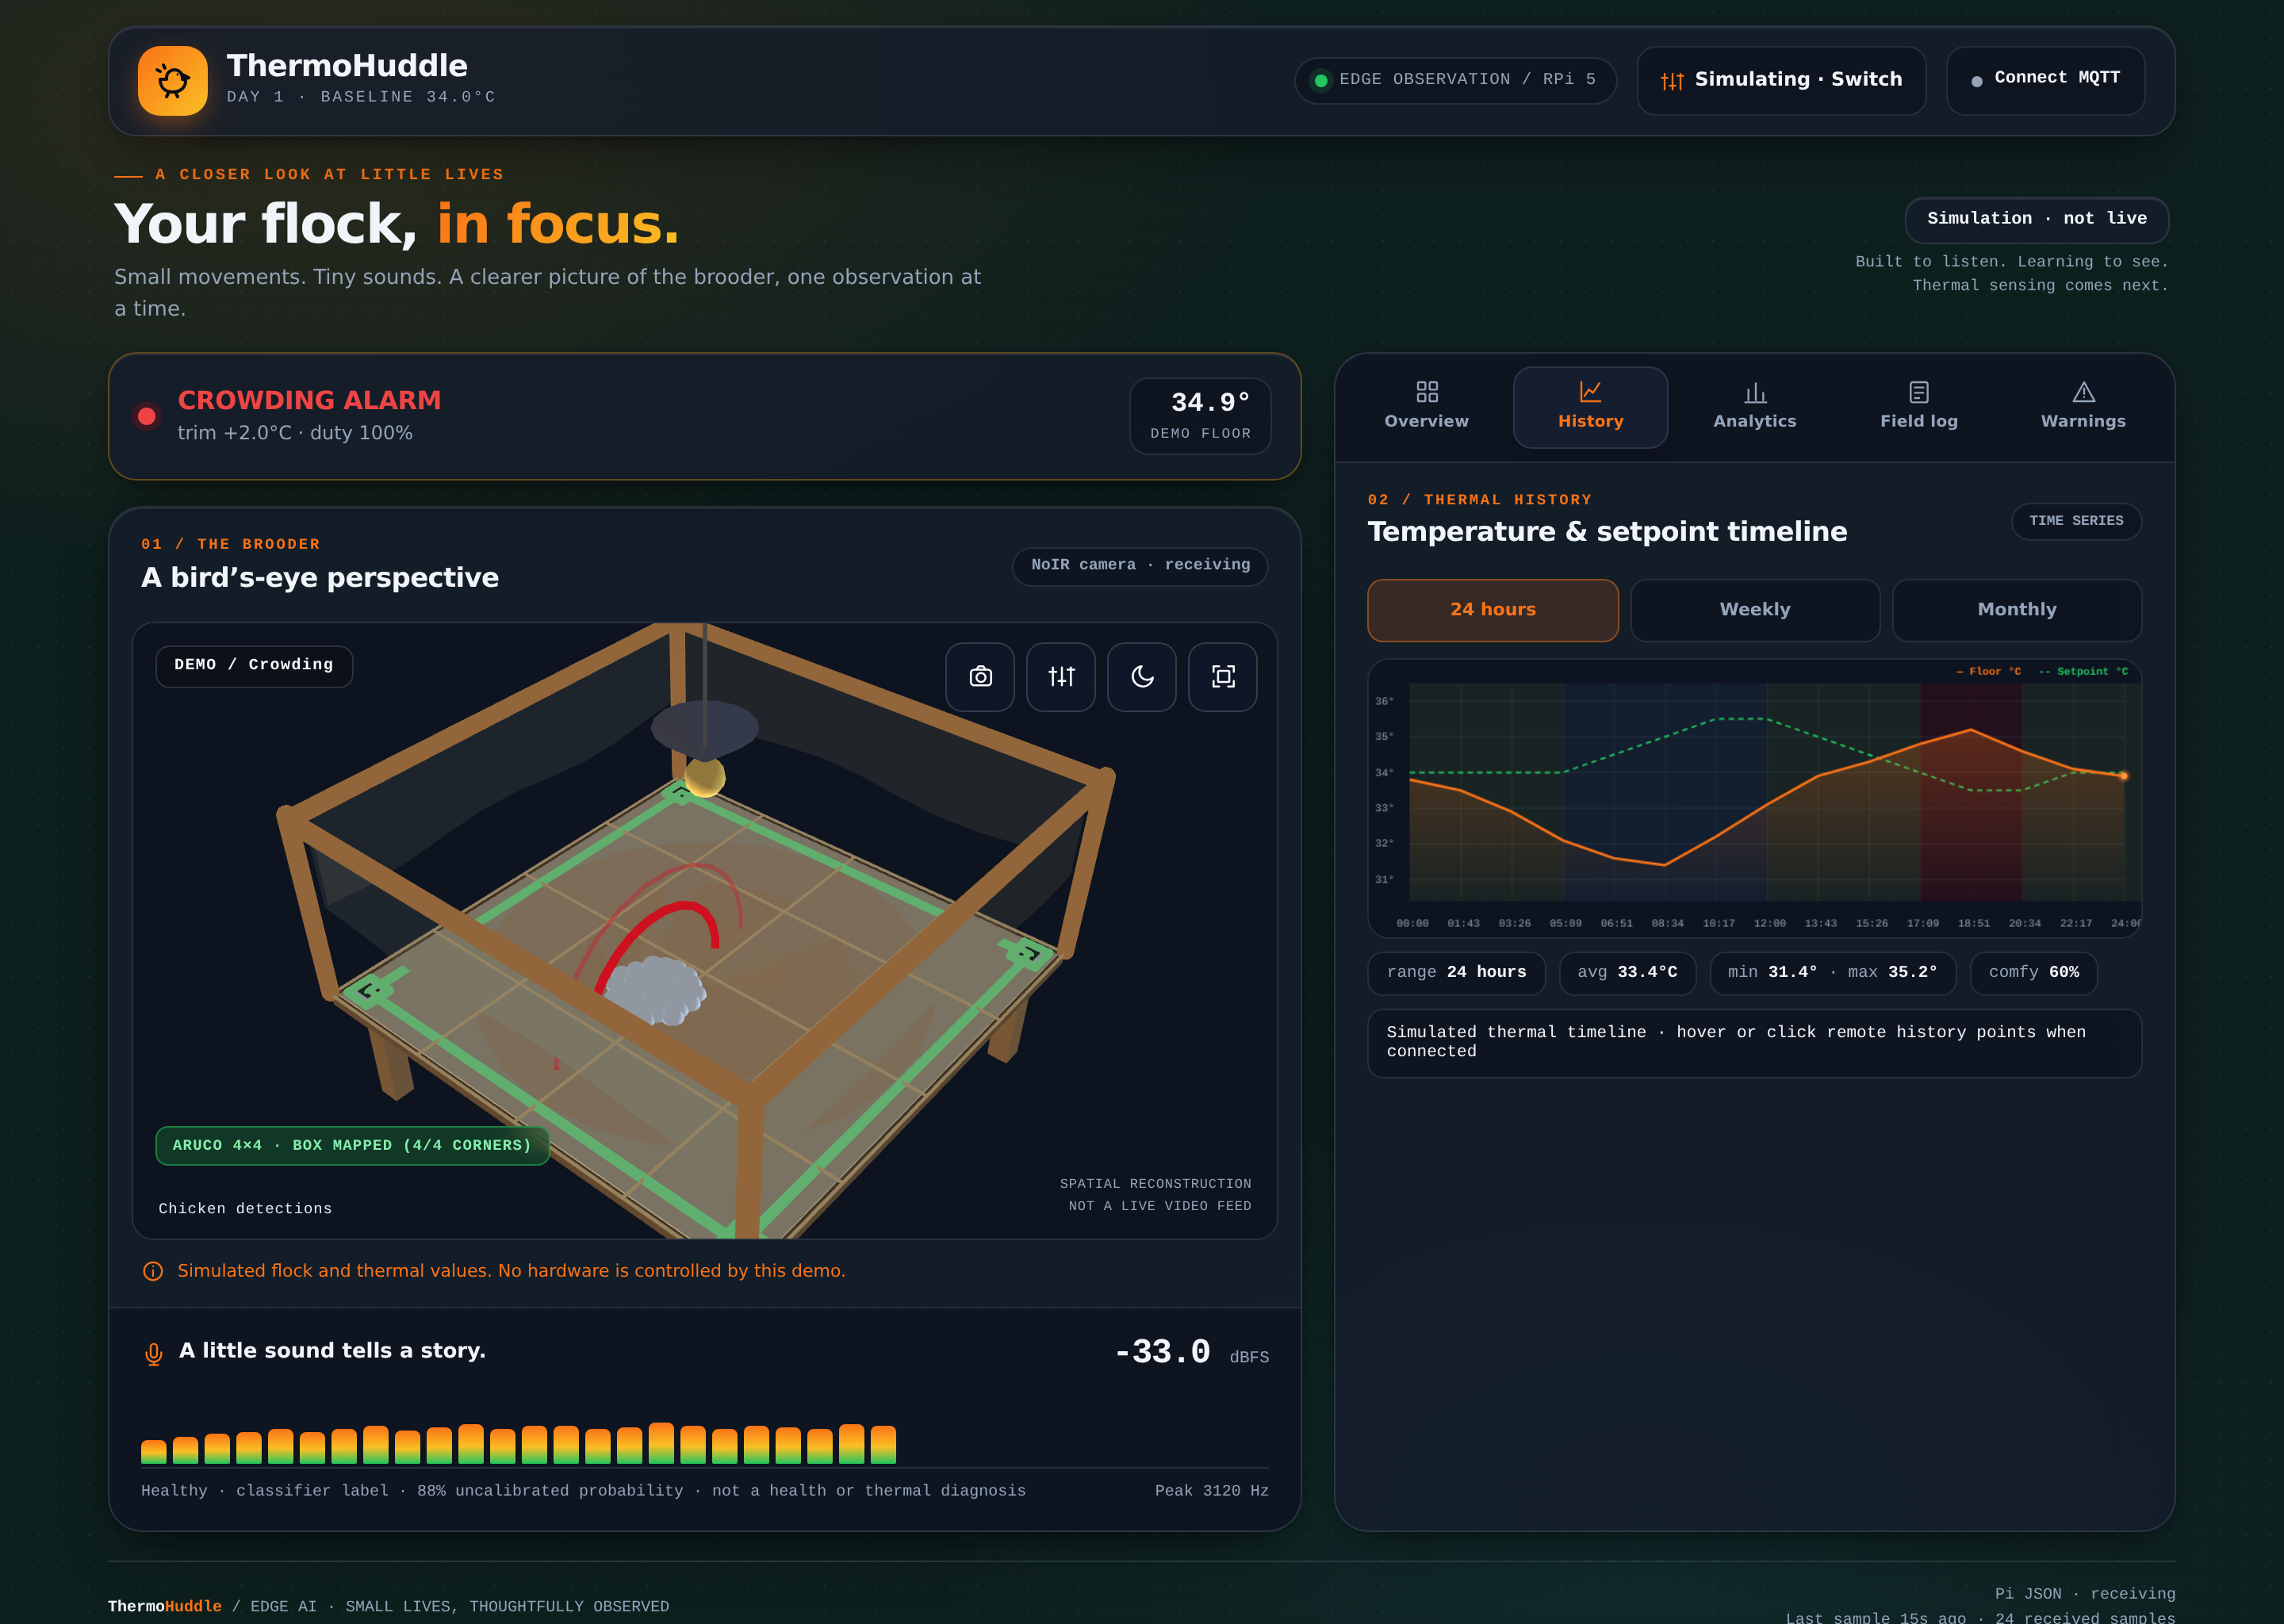 ThermoHuddle
DAY 1 · BASELINE 34.0°C
EDGE OBSERVATION / RPi 5
Simulating · Switch
Connect MQTT
A CLOSER LOOK AT LITTLE LIVES
Your flock, in focus.
Small movements. Tiny sounds. A clearer picture of the brooder, one observation at
a time.
Simulation · not live
Built to listen. Learning to see.
Thermal sensing comes next.
CROWDING ALARM
trim +2.0°C · duty 100%
34.9°
DEMO FLOOR
01 / THE BROODER
A bird’s-eye perspective
NoIR camera · receiving
DEMO / Crowding
ARUCO 4×4 · BOX MAPPED (4/4 CORNERS)
Chicken detections
SPATIAL RECONSTRUCTION
NOT A LIVE VIDEO FEED
Simulated flock and thermal values. No hardware is controlled by this demo.
A little sound tells a story.
-33.0 dBFS
Healthy · classifier label · 88% uncalibrated probability · not a health or thermal diagnosis
Peak 3120 Hz
Overview
History
Analytics
Field log
Warnings
02 / THERMAL HISTORY
Temperature & setpoint timeline
TIME SERIES
24 hours
Weekly
Monthly
— Floor °C -- Setpoint °C
36°
35°
34°
33°
32°
31°
00:00 01:43 03:26 05:09 06:51 08:34 10:17 12:00 13:43 15:26 17:09 18:51 20:34 22:17 24:00
range 24 hours
avg 33.4°C
min 31.4° · max 35.2°
comfy 60%
Simulated thermal timeline · hover or click remote history points when
connected
ThermoHuddle / EDGE AI · SMALL LIVES, THOUGHTFULLY OBSERVED
Pi JSON · receiving
Last sample 15s ago · 24 received samples